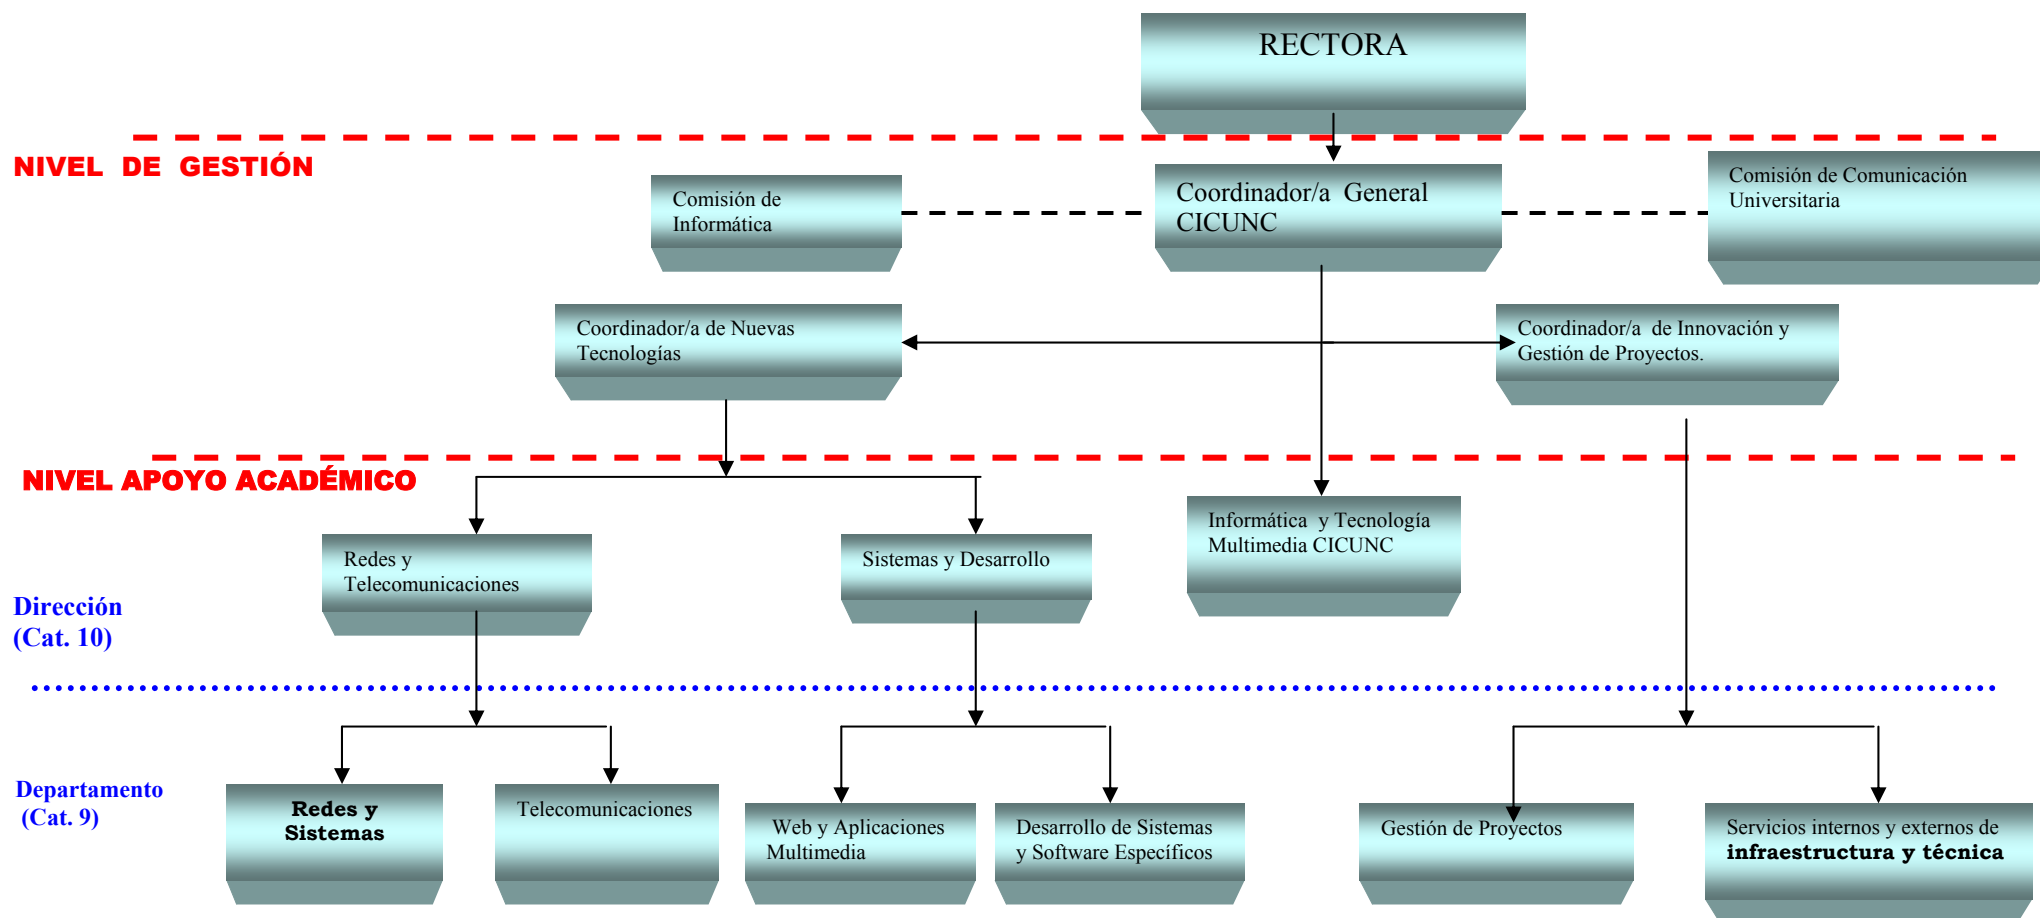 RECTORA
NIVEL DE GESTIÓN
Comisión de
Informática
Coordinador/a General
CICUNC
Comisión de Comunicación
Universitaria
Coordinador/a de Nuevas
Tecnologías
Coordinador/a de Innovación y
Gestión de Proyectos.
NIVEL APOYO ACADÉMICO
Redes y
Telecomunicaciones
Sistemas y Desarrollo
Informática y Tecnología
Multimedia CICUNC
Dirección
(Cat. 10)
Departamento
(Cat. 9)
Redes y
Sistemas
Telecomunicaciones
Web y Aplicaciones
Multimedia
Desarrollo de Sistemas
y Software Específicos
Gestión de Proyectos
Servicios internos y externos de
infraestructura y técnica